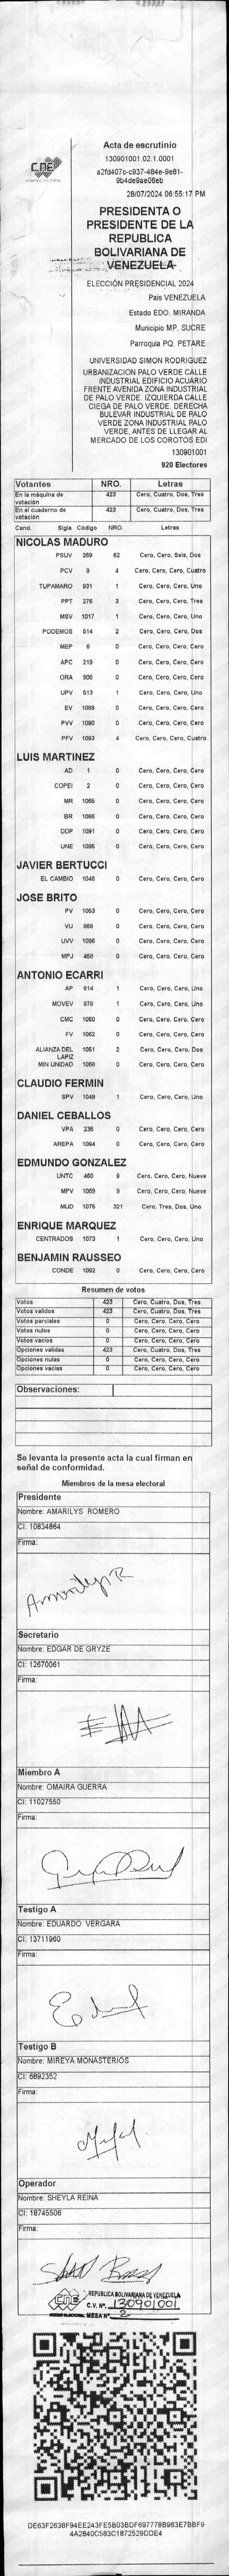 CNE
Acta de escrutinio
130901001.02.1.0001
a2fd407c-c937-484e-9e81-
9b4de9ae06eb
28/07/2024 06:55:17 PM
PRESIDENTA O
PRESIDENTE DE LA
REPUBLICA
BOLIVARIANA DE
VENEZUELA
ELECCIÓN PRESIDENCIAL 2024
Pais VENEZUELA
Estado EDO. MIRANDA
Municipio MP. SUCRE
Parroquia PQ. PETARE
UNIVERSIDAD SIMON RODRIGUEZ
URBANIZACION PALO VERDE CALLE
INDUSTRIAL EDIFICIO ACUARIO
FRENTE AVENIDA ZONA INDUSTRIAL
DE PALO VERDE. IZQUIERDA CALLE
CIEGA DE PALO VERDE. DERECHA
BULEVAR INDUSTRIAL DE PALO
VERDE ZONA INDUSTRIAL PALO
VERDE, ANTES DE LLEGAR AL
MERCADO DE LOS COROTOS EDI
130901001
920 Electores
Votantes NRO. Letras
En la máquina de votación 423 Cero, Cuatro, Dos, Tres
En el cuaderno de votación 423 Cero, Cuatro, Dos, Tres
Cand. Sigla Código NRO. Letras
NICOLAS MADURO
PSUV 269 62 Cero, Cero, Seis, Dos
PCV 9 4 Cero, Cero, Cero, Cuatro
TUPAMARO 931 1 Cero, Cero, Cero, Uno
PPT 276 3 Cero, Cero, Cero, Tres
MSV 1017 1 Cero, Cero, Cero, Uno
PODEMOS 514 2 Cero, Cero, Cero, Dos
MEP 6 0 Cero, Cero, Cero, Cero
APC 219 0 Cero, Cero, Cero, Cero
ORA 906 0 Cero, Cero, Cero, Cero
UPV 513 1 Cero, Cero, Cero, Uno
EV 1089 0 Cero, Cero, Cero, Cero
PVV 1090 0 Cero, Cero, Cero, Cero
PFV 1093 4 Cero, Cero, Cero, Cuatro
LUIS MARTINEZ
AD 1 0 Cero, Cero, Cero, Cero
COPEI 2 0 Cero, Cero, Cero, Cero
MR 1065 0 Cero, Cero, Cero, Cero
BR 1066 0 Cero, Cero, Cero, Cero
DDP 1091 0 Cero, Cero, Cero, Cero
UNE 1095 0 Cero, Cero, Cero, Cero
JAVIER BERTUCCI
EL CAMBIO 1048 0 Cero, Cero, Cero, Cero
JOSE BRITO
PV 1053 0 Cero, Cero, Cero, Cero
VU 868 0 Cero, Cero, Cero, Cero
UVV 1096 0 Cero, Cero, Cero, Cero
MPJ 458 0 Cero, Cero, Cero, Cero
ANTONIO ECARRI
AP 914 1 Cero, Cero, Cero, Uno
MOVEV 979 1 Cero, Cero, Cero, Uno
CMC 1050 0 Cero, Cero, Cero, Cero
FV 1062 0 Cero, Cero, Cero, Cero
ALIANZA DEL LAPIZ 1051 2 Cero, Cero, Cero, Dos
MIN UNIDAD 1058 0 Cero, Cero, Cero, Cero
CLAUDIO FERMIN
SPV 1049 1 Cero, Cero, Cero, Uno
DANIEL CEBALLOS
VPA 236 0 Cero, Cero, Cero, Cero
AREPA 1094 0 Cero, Cero, Cero, Cero
EDMUNDO GONZALEZ
UNTC 460 9 Cero, Cero, Cero, Nueve
MPV 1069 9 Cero, Cero, Cero, Nueve
MUD 1075 321 Cero, Tres, Dos, Uno
ENRIQUE MARQUEZ
CENTRADOS 1073 1 Cero, Cero, Cero, Uno
BENJAMIN RAUSSEO
CONDE 1092 0 Cero, Cero, Cero, Cero
Resumen de votos
Votos 423 Cero, Cuatro, Dos, Tres
Votos validos 423 Cero, Cuatro, Dos, Tres
Votos parciales 0 Cero, Cero, Cero, Cero
Votos nulos 0 Cero, Cero, Cero, Cero
Votos vacios 0 Cero, Cero, Cero, Cero
Opciones validas 423 Cero, Cuatro, Dos, Tres
Opciones nulas 0 Cero, Cero, Cero, Cero
Opciones vacias 0 Cero, Cero, Cero, Cero
Observaciones:
Se levanta la presente acta la cual firman en
señal de conformidad.
Miembros de la mesa electoral
Presidente
Nombre: AMARILYS ROMERO
CI: 10834864
Firma:
Secretario
Nombre: EDGAR DE GRYZE
CI: 12670061
Firma:
Miembro A
Nombre: OMAIRA GUERRA
CI: 11027550
Firma:
Testigo A
Nombre: EDUARDO VERGARA
CI: 13711960
Firma:
Testigo B
Nombre: MIREYA MONASTERIOS
CI: 6892352
Firma:
Operador
Nombre: SHEYLA REINA
CI: 18745506
Firma:
CNE REPUBLICA BOLIVARIANA DE VENEZUELA
C.V. Nº. 130901001
MESA Nº 2
DE63F2638F94EE243FE5B03BDF697778B963E7BBF9
4A2840C583C1872529DDE4